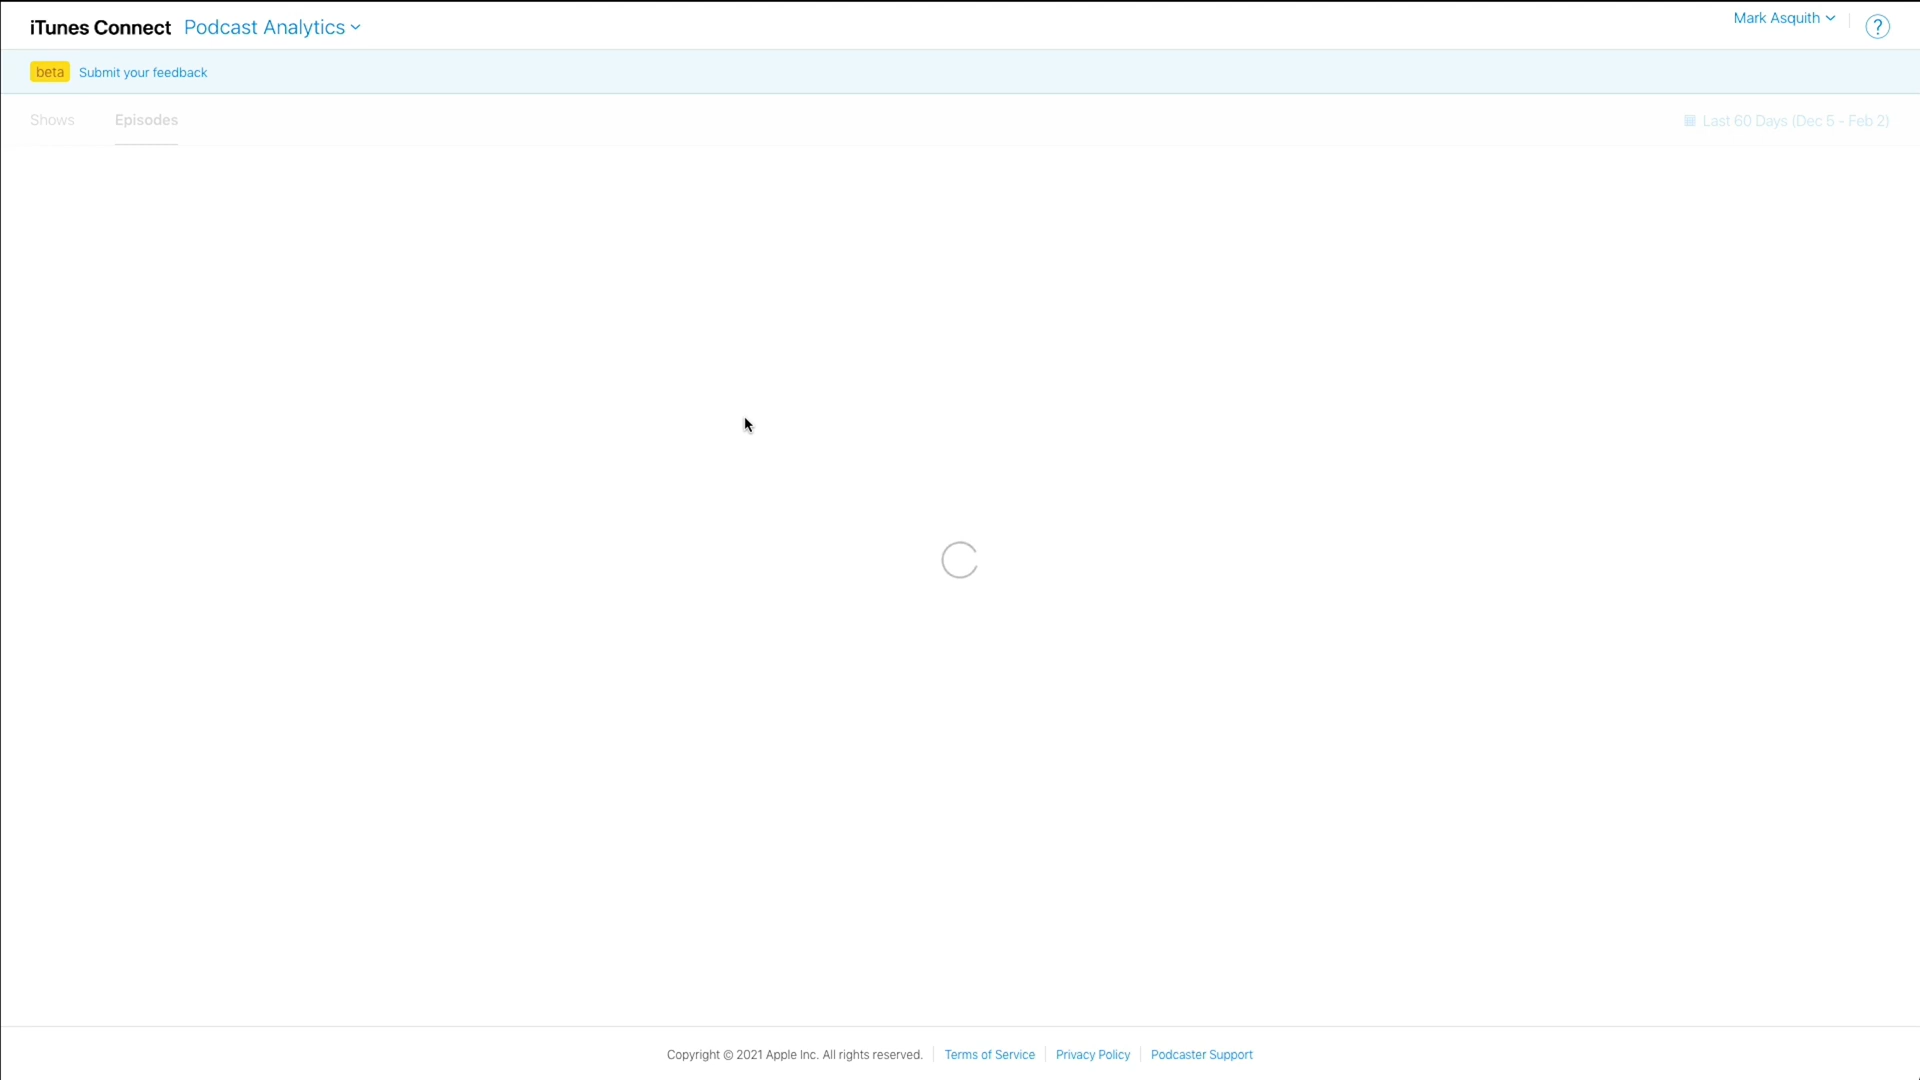 iTunes Connect Podcast Analytics
Mark Asquith
?
beta Submit your feedback
Shows Episodes
Last 60 Days (Dec 5 - Feb 2)
Copyright © 2021 Apple Inc. All rights reserved. Terms of Service Privacy Policy Podcaster Support